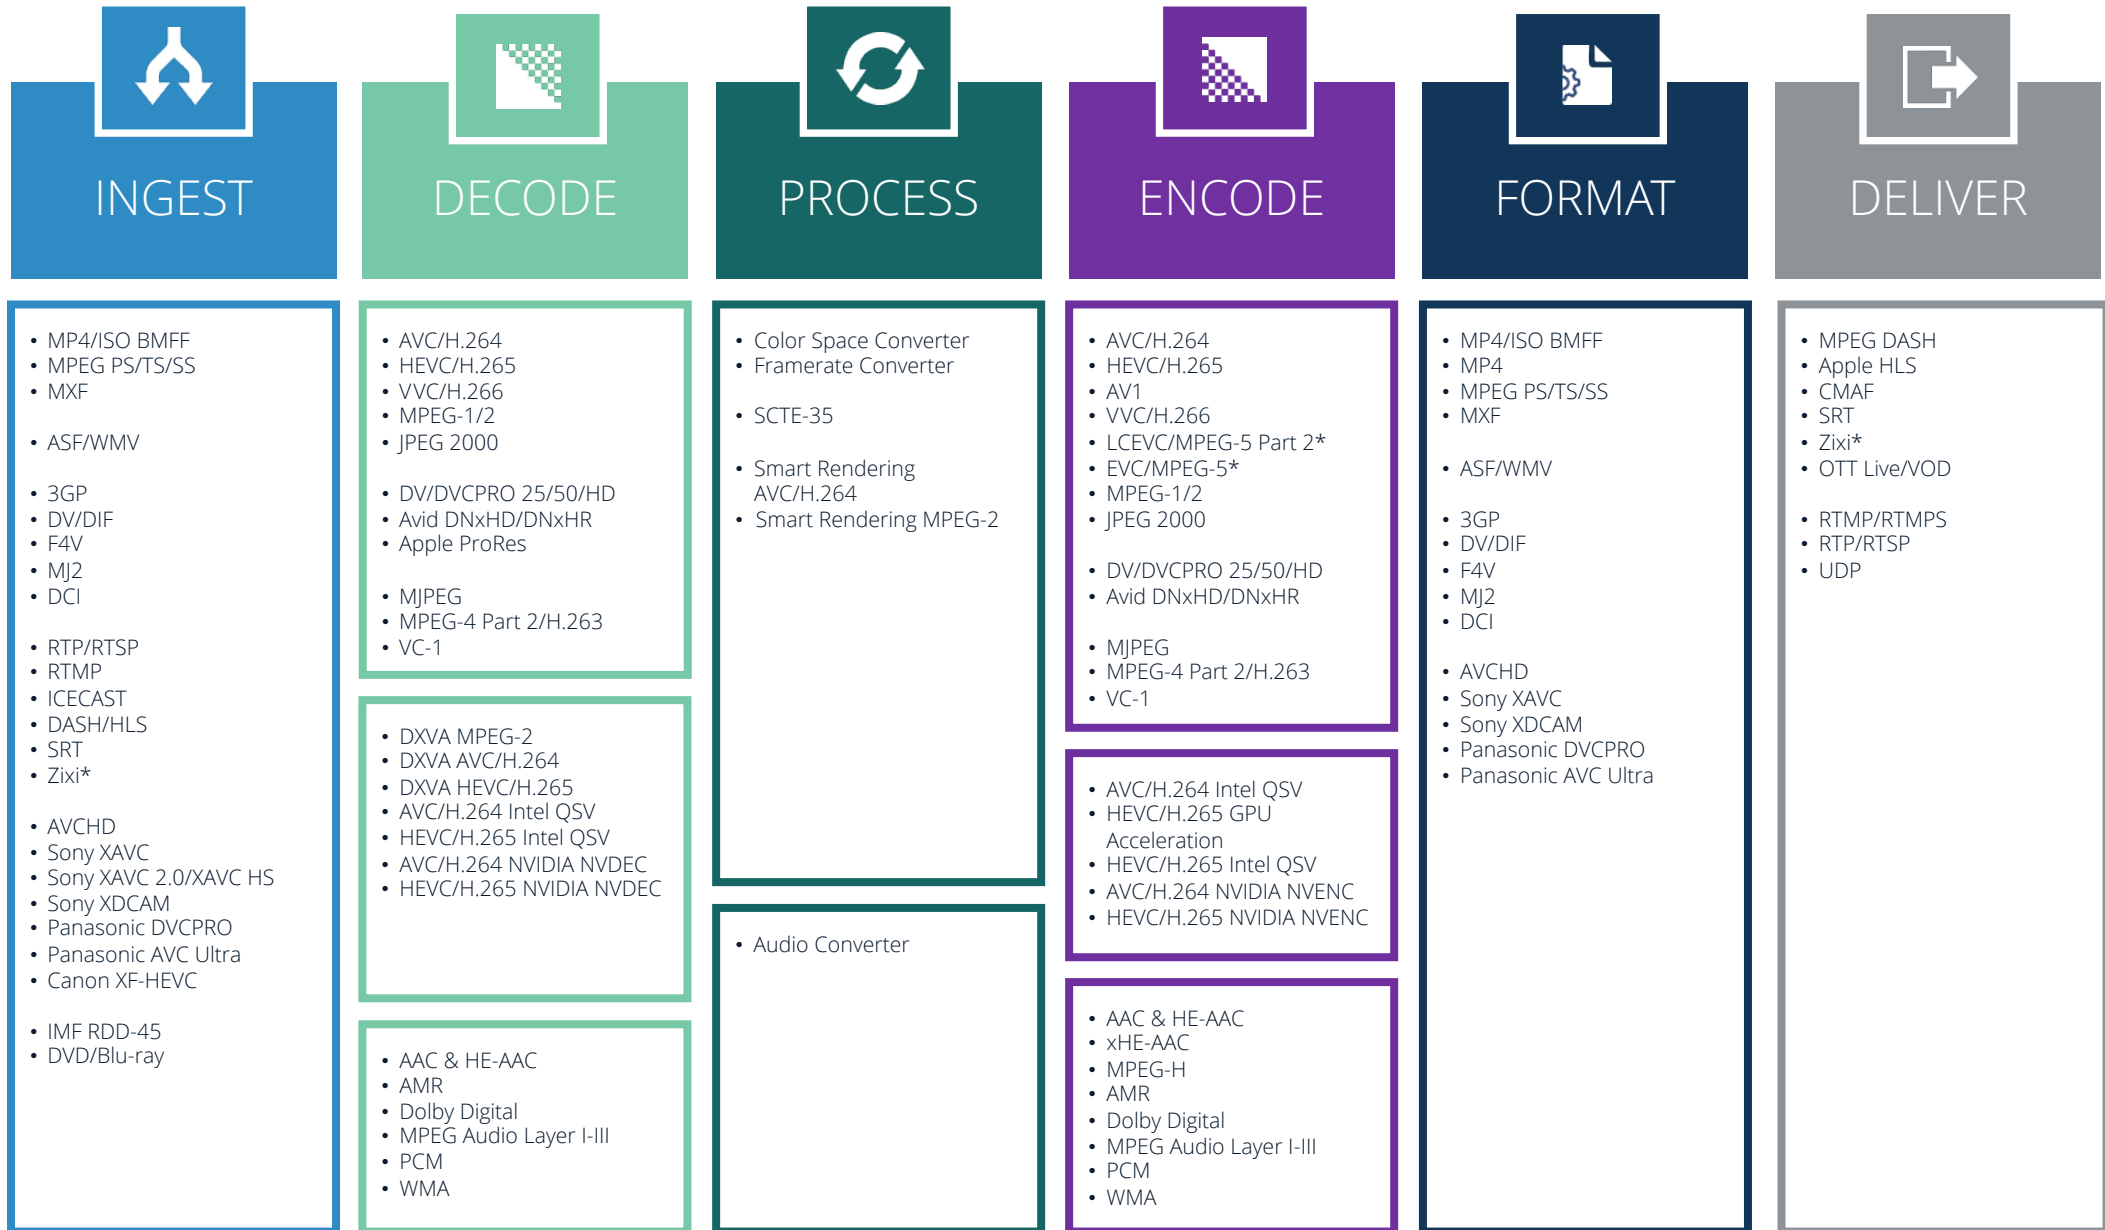 INGEST
• MP4/ISO BMFF
• MPEG PS/TS/SS
• MXF
• ASF/WMV
• 3GP
• DV/DIF
• F4V
• MJ2
• DCI
• RTP/RTSP
• RTMP
• ICECAST
• DASH/HLS
• SRT
• Zixi*
• AVCHD
• Sony XAVC
• Sony XAVC 2.0/XAVC HS
• Sony XDCAM
• Panasonic DVCPRO
• Panasonic AVC Ultra
• Canon XF-HEVC
• IMF RDD-45
• DVD/Blu-ray
DECODE
• AVC/H.264
• HEVC/H.265
• VVC/H.266
• MPEG-1/2
• JPEG 2000
• DV/DVCPRO 25/50/HD
• Avid DNxHD/DNxHR
• Apple ProRes
• MJPEG
• MPEG-4 Part 2/H.263
• VC-1
• DXVA MPEG-2
• DXVA AVC/H.264
• DXVA HEVC/H.265
• AVC/H.264 Intel QSV
• HEVC/H.265 Intel QSV
• AVC/H.264 NVIDIA NVDEC
• HEVC/H.265 NVIDIA NVDEC
• AAC & HE-AAC
• AMR
• Dolby Digital
• MPEG Audio Layer I-III
• PCM
• WMA
PROCESS
• Color Space Converter
• Framerate Converter
• SCTE-35
• Smart Rendering
AVC/H.264
• Smart Rendering MPEG-2
• Audio Converter
ENCODE
• AVC/H.264
• HEVC/H.265
• AV1
• VVC/H.266
• LCEVC/MPEG-5 Part 2*
• EVC/MPEG-5*
• MPEG-1/2
• JPEG 2000
• DV/DVCPRO 25/50/HD
• Avid DNxHD/DNxHR
• MJPEG
• MPEG-4 Part 2/H.263
• VC-1
• AVC/H.264 Intel QSV
• HEVC/H.265 GPU
Acceleration
• HEVC/H.265 Intel QSV
• AVC/H.264 NVIDIA NVENC
• HEVC/H.265 NVIDIA NVENC
• AAC & HE-AAC
• xHE-AAC
• MPEG-H
• AMR
• Dolby Digital
• MPEG Audio Layer I-III
• PCM
• WMA
FORMAT
• MP4/ISO BMFF
• MP4
• MPEG PS/TS/SS
• MXF
• ASF/WMV
• 3GP
• DV/DIF
• F4V
• MJ2
• DCI
• AVCHD
• Sony XAVC
• Sony XDCAM
• Panasonic DVCPRO
• Panasonic AVC Ultra
DELIVER
• MPEG DASH
• Apple HLS
• CMAF
• SRT
• Zixi*
• OTT Live/VOD
• RTMP/RTMPS
• RTP/RTSP
• UDP